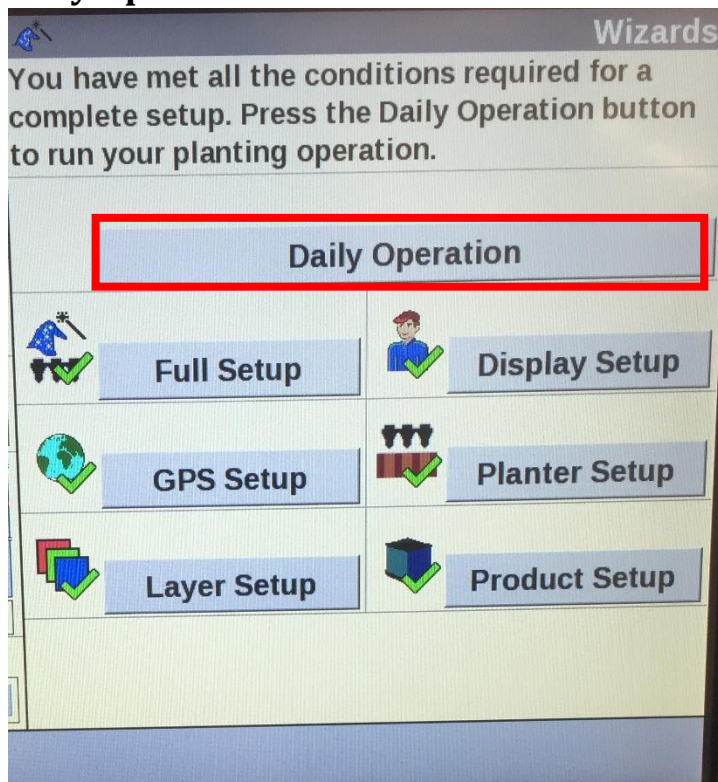 Wizards
You have met all the conditions required for a
complete setup. Press the Daily Operation button
to run your planting operation.
Daily Operation
Full Setup
Display Setup
GPS Setup
Planter Setup
Layer Setup
Product Setup